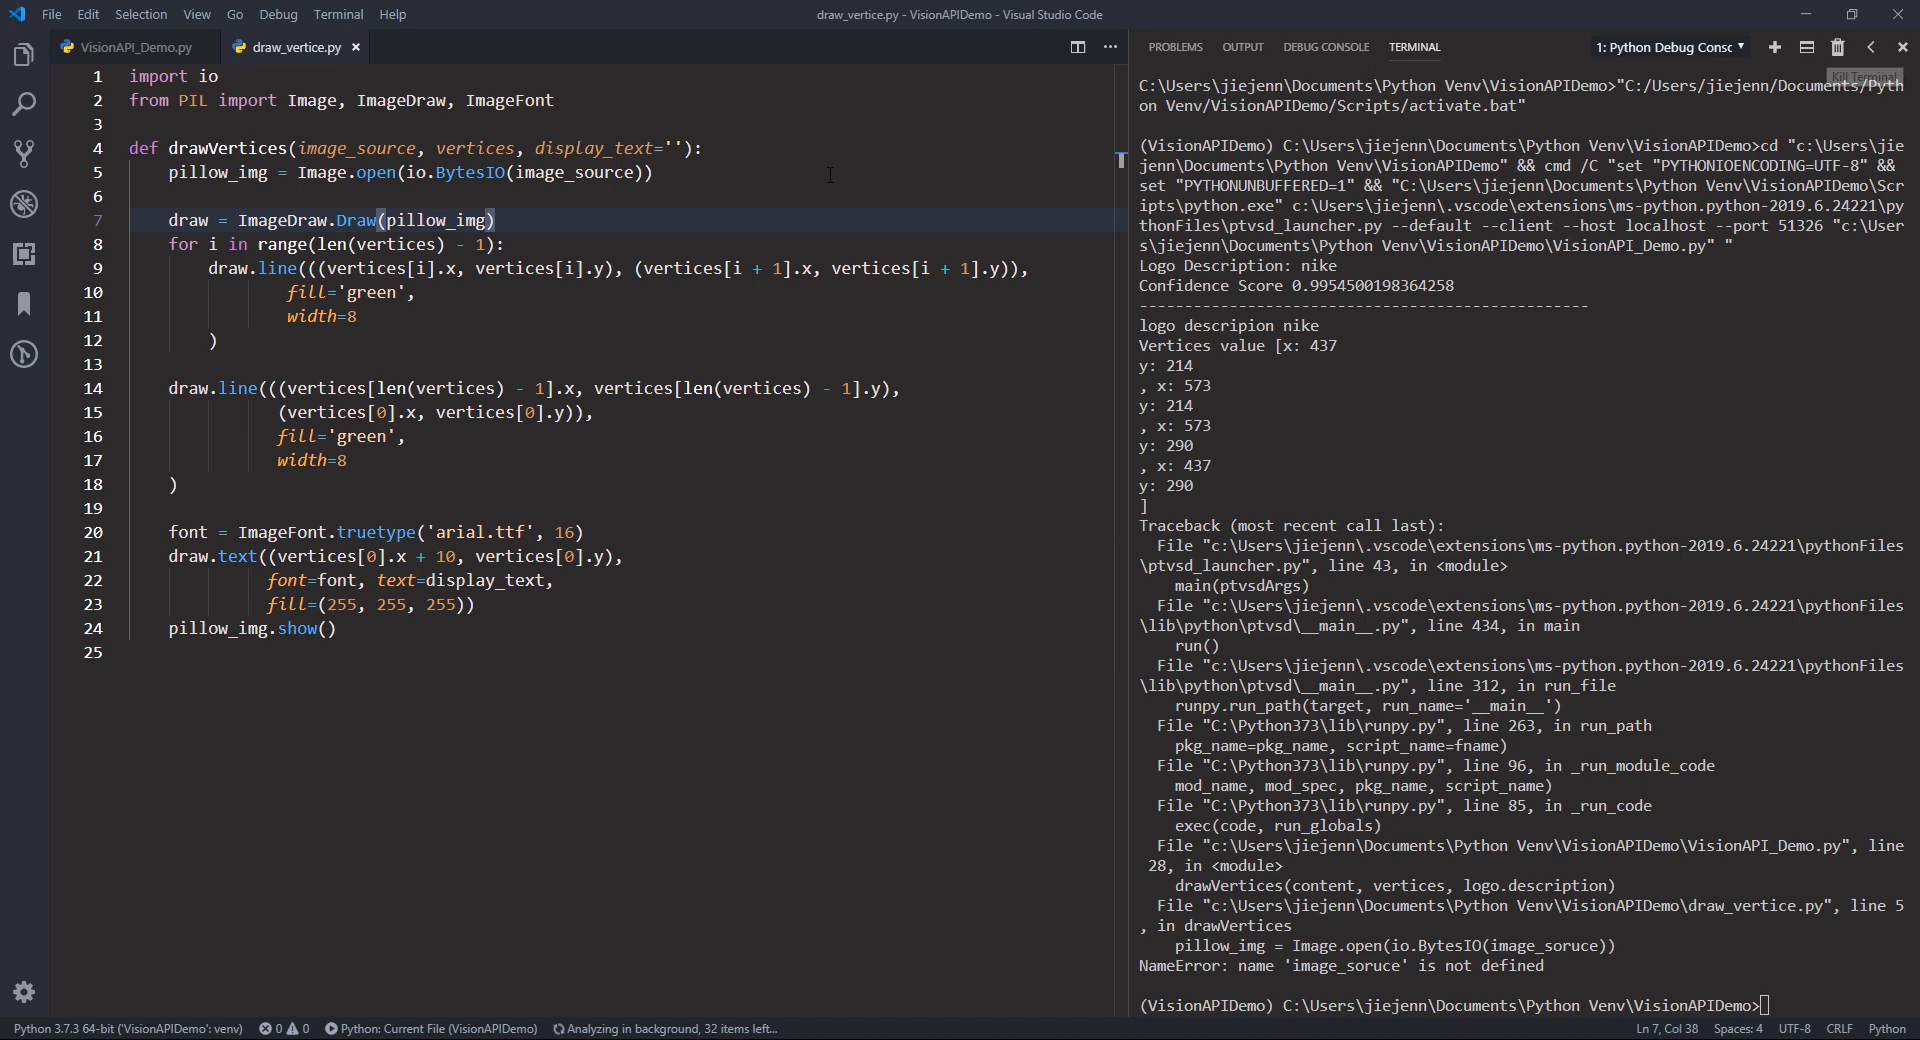 File Edit Selection View Go Debug Terminal Help
draw_vertice.py - VisionAPIDemo - Visual Studio Code
VisionAPI_Demo.py
draw_vertice.py ×
1 import io
2 from PIL import Image, ImageDraw, ImageFont
3
4 def drawVertices(image_source, vertices, display_text=''):
5 pillow_img = Image.open(io.BytesIO(image_source))
6
7 draw = ImageDraw.Draw(pillow_img)
8 for i in range(len(vertices) - 1):
9 draw.line(((vertices[i].x, vertices[i].y), (vertices[i + 1].x, vertices[i + 1].y)),
10 fill='green',
11 width=8
12 )
13
14 draw.line(((vertices[len(vertices) - 1].x, vertices[len(vertices) - 1].y),
15 (vertices[0].x, vertices[0].y)),
16 fill='green',
17 width=8
18 )
19
20 font = ImageFont.truetype('arial.ttf', 16)
21 draw.text((vertices[0].x + 10, vertices[0].y),
22 font=font, text=display_text,
23 fill=(255, 255, 255))
24 pillow_img.show()
25
PROBLEMS OUTPUT DEBUG CONSOLE TERMINAL
1: Python Debug Consc
Kill Terminal
C:\Users\jiejenn\Documents\Python Venv\VisionAPIDemo>"C:/Users/jiejenn/Documents/Pyth
on Venv/VisionAPIDemo/Scripts/activate.bat"
(VisionAPIDemo) C:\Users\jiejenn\Documents\Python Venv\VisionAPIDemo>cd "c:\Users\jie
jenn\Documents\Python Venv\VisionAPIDemo" && cmd /C "set "PYTHONIOENCODING=UTF-8" &&
set "PYTHONUNBUFFERED=1" && "C:\Users\jiejenn\Documents\Python Venv\VisionAPIDemo\Scr
ipts\python.exe" c:\Users\jiejenn\.vscode\extensions\ms-python.python-2019.6.24221\py
thonFiles\ptvsd_launcher.py --default --client --host localhost --port 51326 "c:\User
s\jiejenn\Documents\Python Venv\VisionAPIDemo\VisionAPI_Demo.py" "
Logo Description: nike
Confidence Score 0.9954500198364258
--------------------------------------------------
logo descripion nike
Vertices value [x: 437
y: 214
, x: 573
y: 214
, x: 573
y: 290
, x: 437
y: 290
]
Traceback (most recent call last):
File "c:\Users\jiejenn\.vscode\extensions\ms-python.python-2019.6.24221\pythonFiles
\ptvsd_launcher.py", line 43, in <module>
main(ptvsdArgs)
File "c:\Users\jiejenn\.vscode\extensions\ms-python.python-2019.6.24221\pythonFiles
\lib\python\ptvsd\__main__.py", line 434, in main
run()
File "c:\Users\jiejenn\.vscode\extensions\ms-python.python-2019.6.24221\pythonFiles
\lib\python\ptvsd\__main__.py", line 312, in run_file
runpy.run_path(target, run_name='__main__')
File "C:\Python373\lib\runpy.py", line 263, in run_path
pkg_name=pkg_name, script_name=fname)
File "C:\Python373\lib\runpy.py", line 96, in _run_module_code
mod_name, mod_spec, pkg_name, script_name)
File "C:\Python373\lib\runpy.py", line 85, in _run_code
exec(code, run_globals)
File "c:\Users\jiejenn\Documents\Python Venv\VisionAPIDemo\VisionAPI_Demo.py", line
28, in <module>
drawVertices(content, vertices, logo.description)
File "c:\Users\jiejenn\Documents\Python Venv\VisionAPIDemo\draw_vertice.py", line 5
, in drawVertices
pillow_img = Image.open(io.BytesIO(image_soruce))
NameError: name 'image_soruce' is not defined
(VisionAPIDemo) C:\Users\jiejenn\Documents\Python Venv\VisionAPIDemo>
Python 3.7.3 64-bit ('VisionAPIDemo': venv) 0 0 Python: Current File (VisionAPIDemo) Analyzing in background, 32 items left...
Ln 7, Col 38 Spaces: 4 UTF-8 CRLF Python